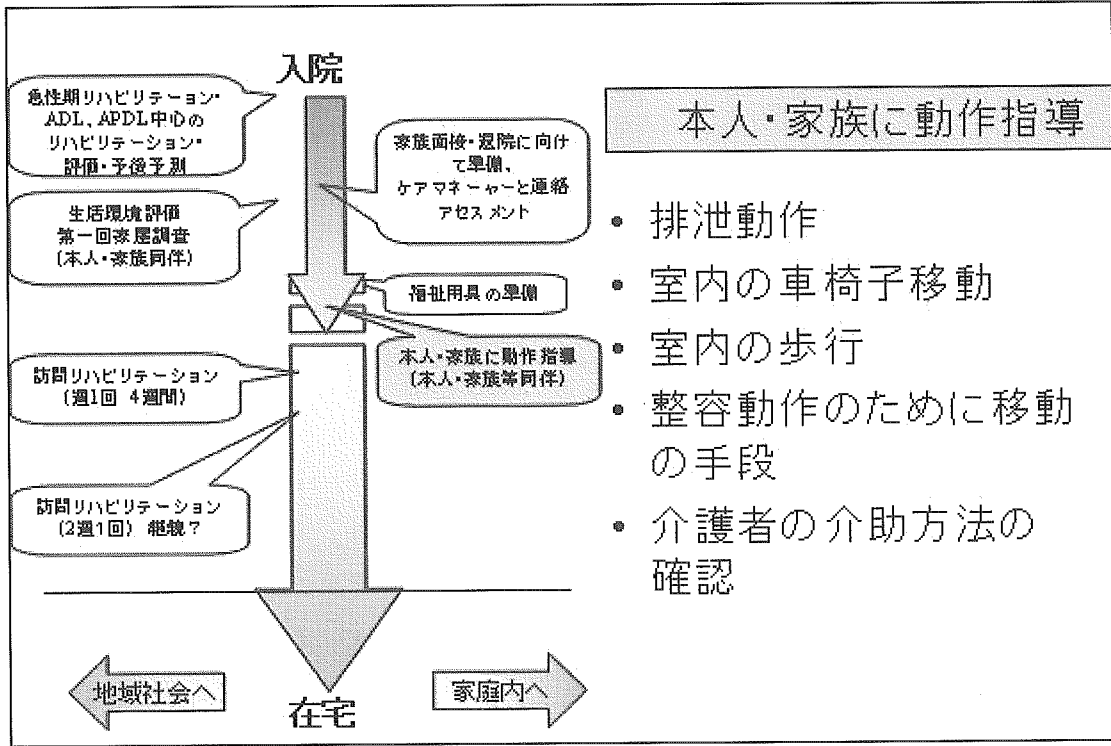 入院
急性期リハビリテーション・
ADL、APDL中心の
リハビリテーション・
評価・予後予測
家族面接・退院に向け
て準備、
ケアマネージャーと連絡
アセスメント
生活環境評価
第一回家屋調査
(本人・家族同伴)
福祉用具の準備
本人・家族に動作指導
(本人・家族等同伴)
訪問リハビリテーション
(週1回 4週間)
訪問リハビリテーション
(2週1回) 継続?
地域社会へ
在宅
家庭内へ
本人・家族に動作指導
• 排泄動作
• 室内の車椅子移動
• 室内の歩行
• 整容動作のために移動
の手段
• 介護者の介助方法の
確認